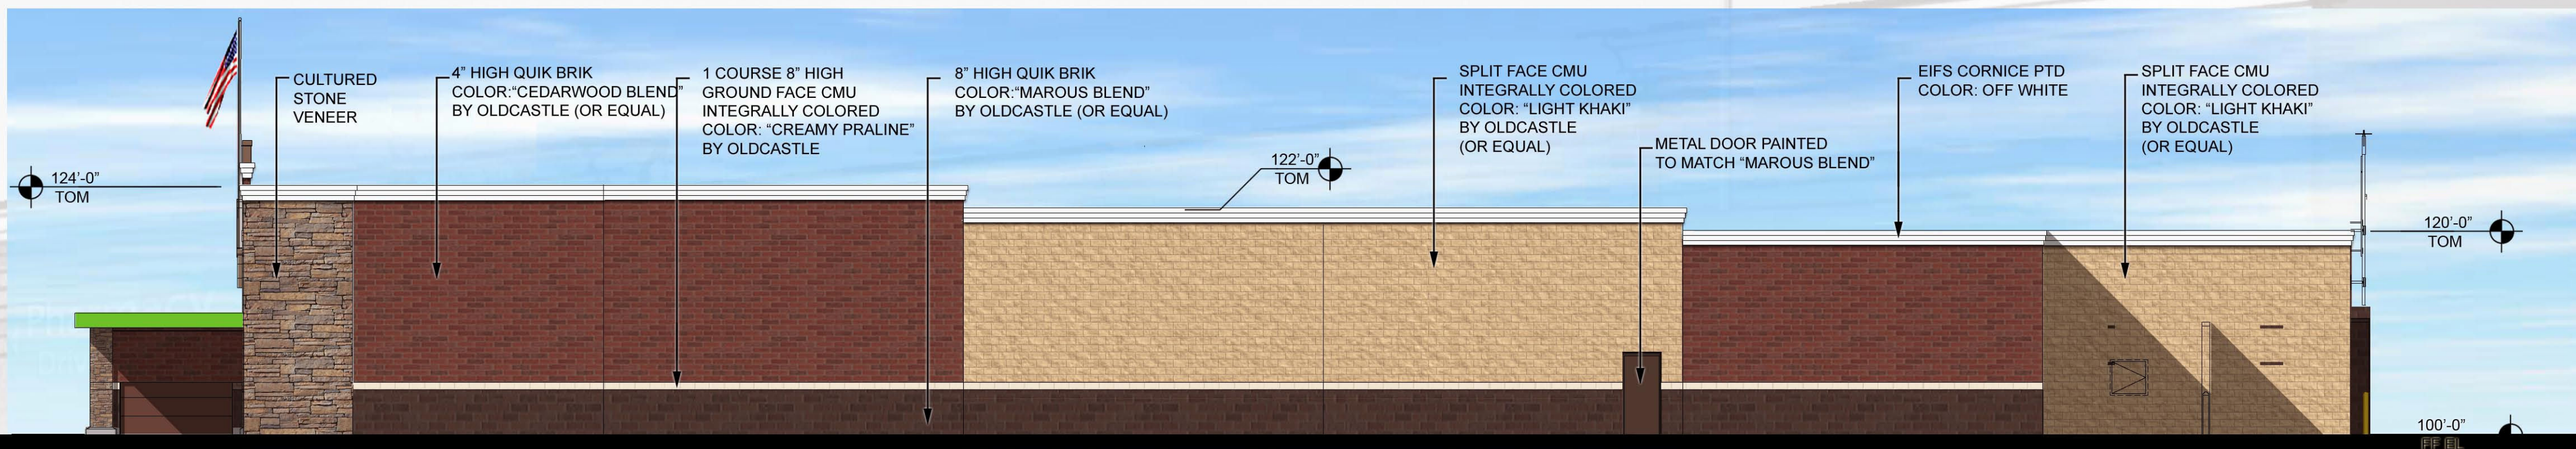 CULTURED
STONE
VENEER
4” HIGH QUIK BRIK
COLOR:“CEDARWOOD BLEND”
BY OLDCASTLE (OR EQUAL)
1 COURSE 8” HIGH
GROUND FACE CMU
INTEGRALLY COLORED
COLOR: “CREAMY PRALINE”
BY OLDCASTLE
8” HIGH QUIK BRIK
COLOR:“MAROUS BLEND”
BY OLDCASTLE (OR EQUAL)
SPLIT FACE CMU
INTEGRALLY COLORED
COLOR: “LIGHT KHAKI”
BY OLDCASTLE
(OR EQUAL)
METAL DOOR PAINTED
TO MATCH “MAROUS BLEND”
EIFS CORNICE PTD
COLOR: OFF WHITE
SPLIT FACE CMU
INTEGRALLY COLORED
COLOR: “LIGHT KHAKI”
BY OLDCASTLE
(OR EQUAL)
124’-0”
TOM
122’-0”
TOM
120’-0”
TOM
100’-0”
FF EL